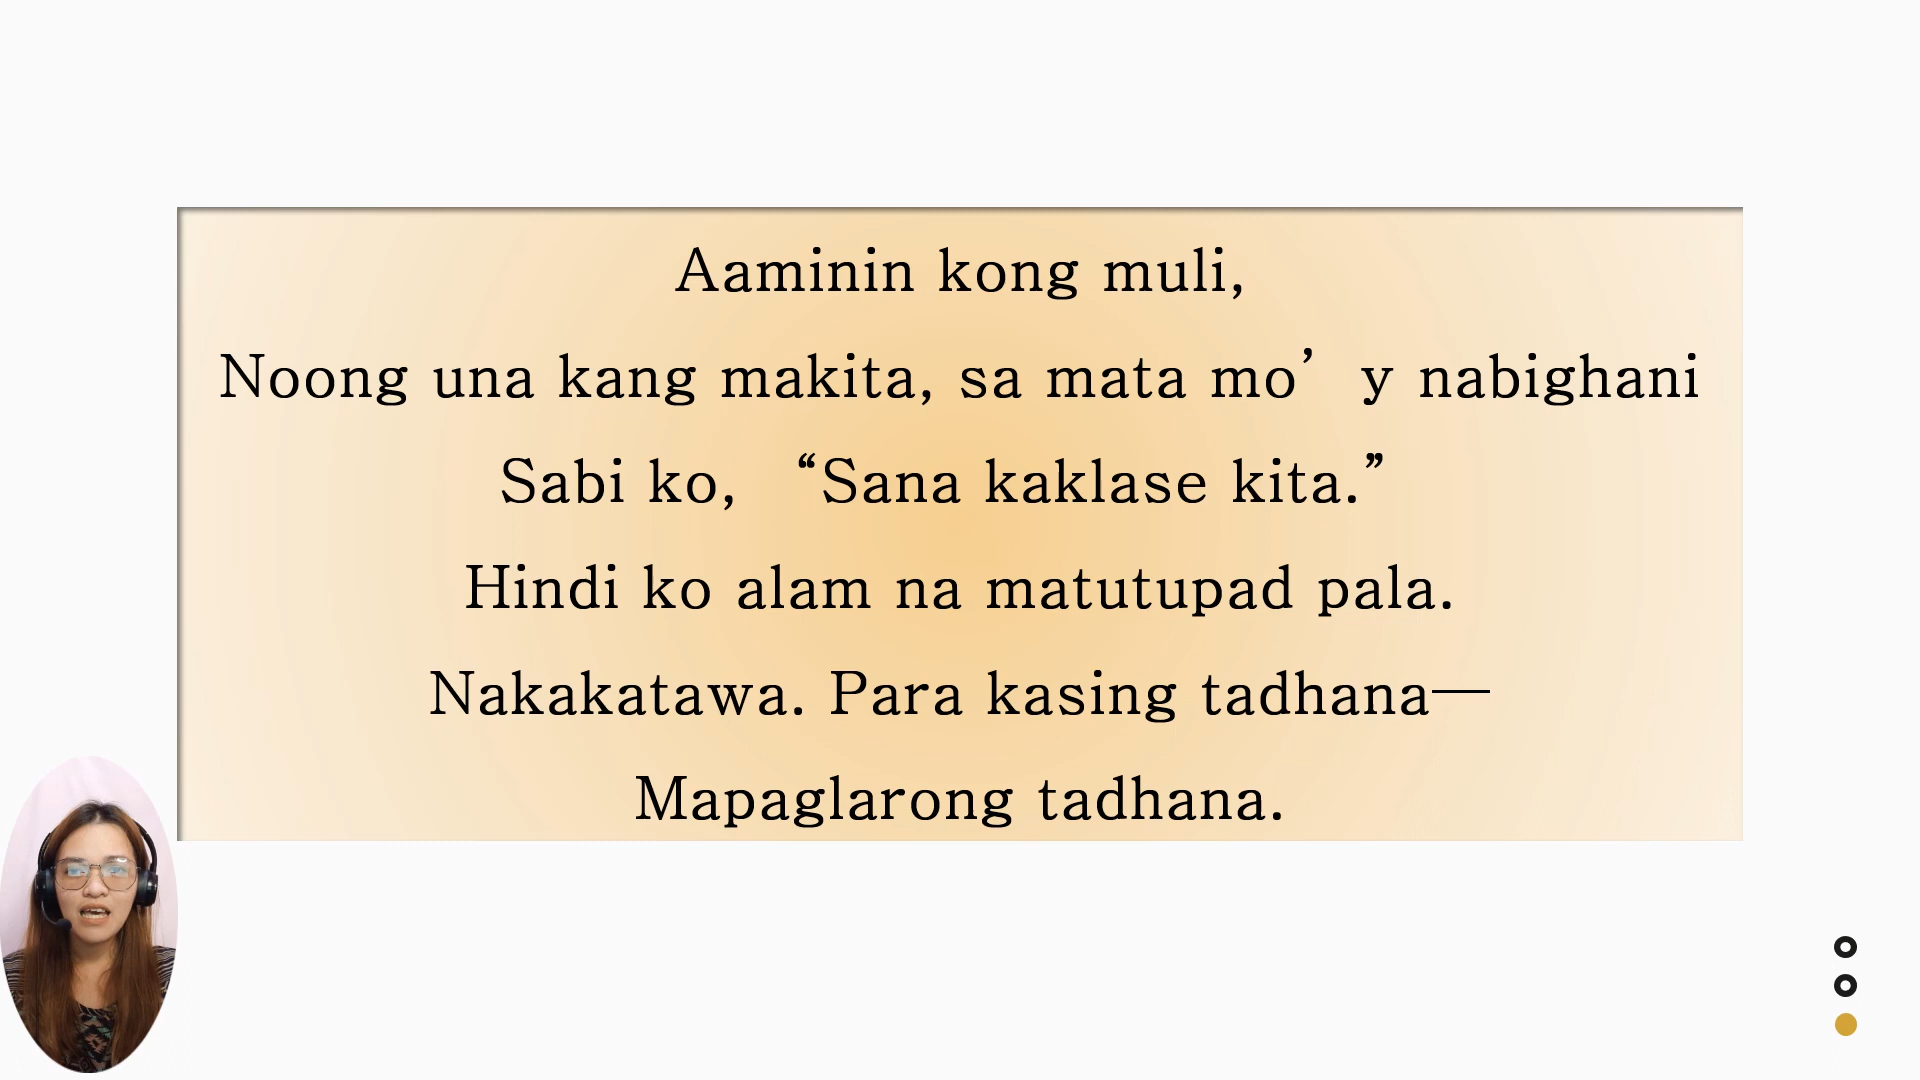 Aaminin kong muli,
Noong una kang makita, sa mata mo’y nabighani
Sabi ko, “Sana kaklase kita.”
Hindi ko alam na matutupad pala.
Nakakatawa. Para kasing tadhana—
Mapaglarong tadhana.